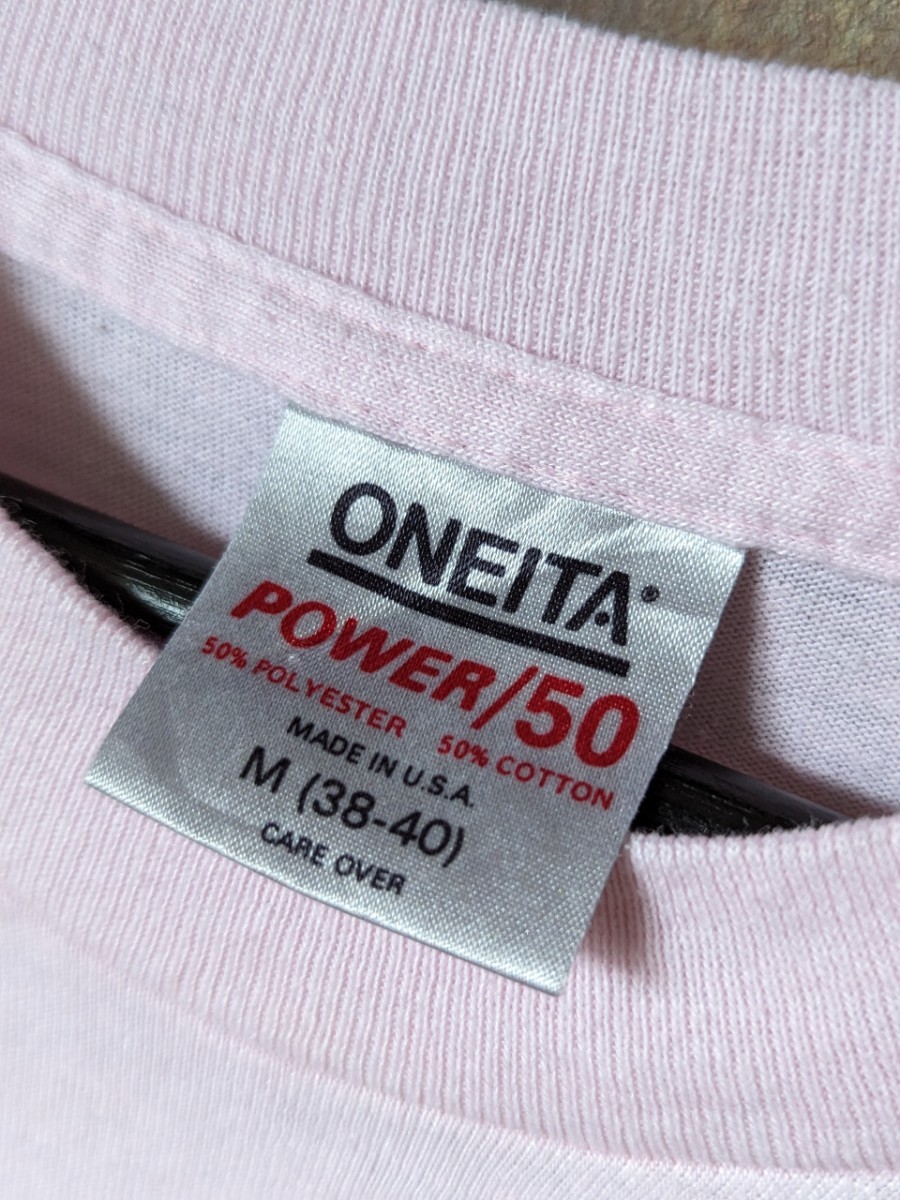 ONEITA®
POWER/50
50% POLYESTER 50% COTTON
MADE IN U.S.A.
M (38-40)
CARE OVER